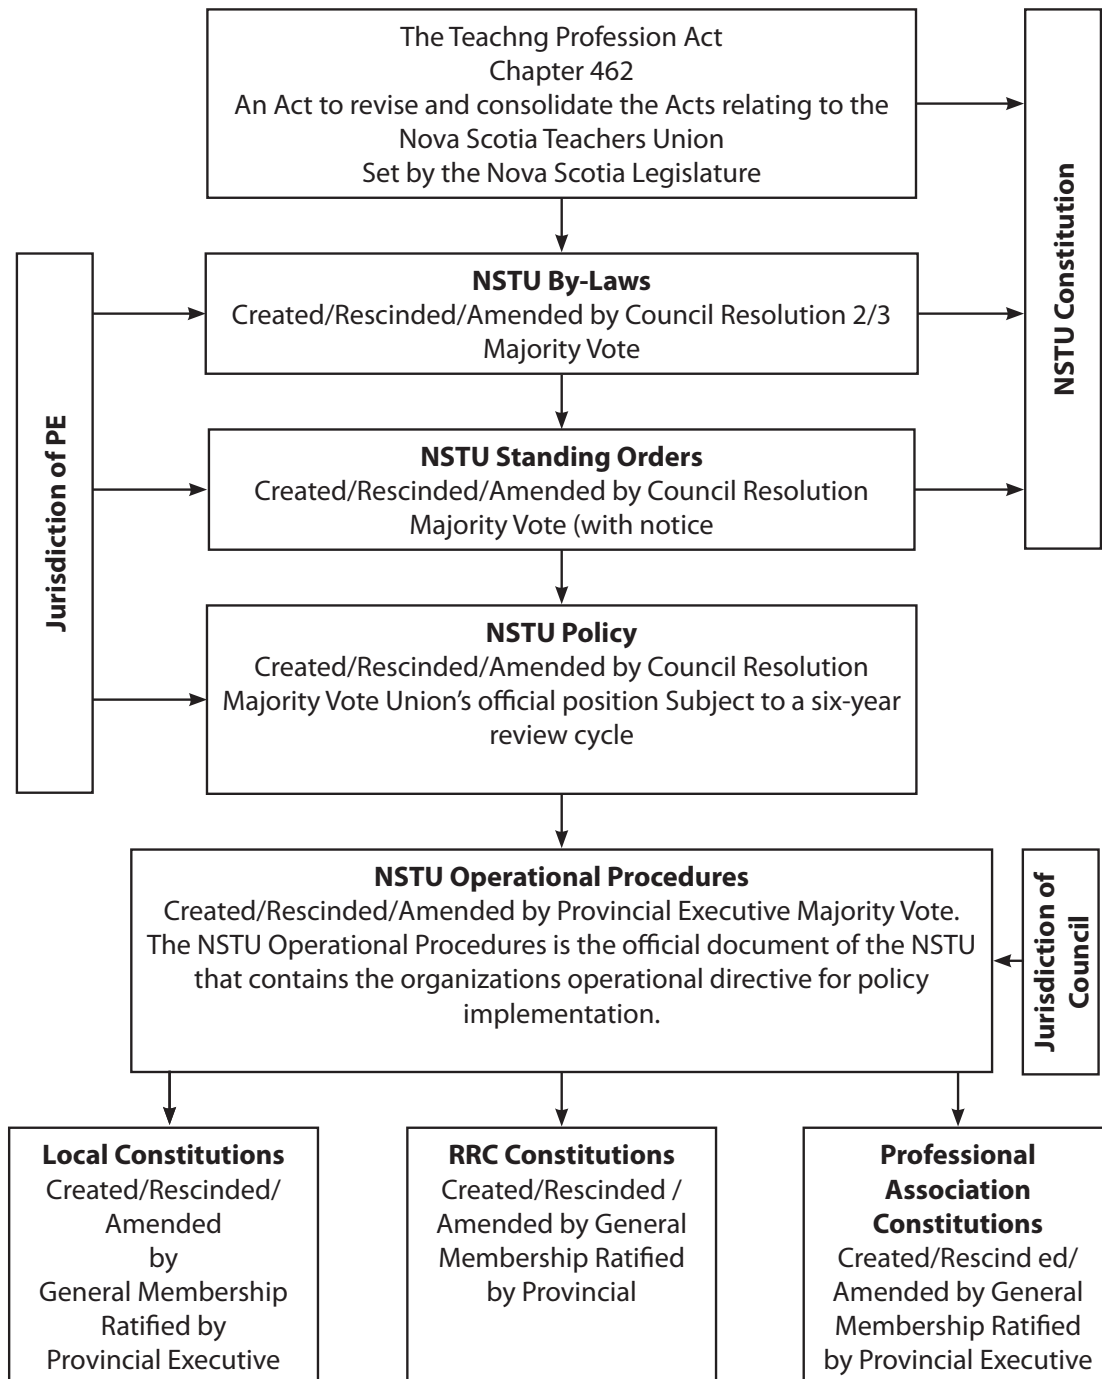 The Teachng Profession Act
Chapter 462
An Act to revise and consolidate the Acts relating to the
Nova Scotia Teachers Union
Set by the Nova Scotia Legislature
NSTU Constitution
Jurisdiction of PE
NSTU By-Laws
Created/Rescinded/Amended by Council Resolution 2/3
Majority Vote
NSTU Standing Orders
Created/Rescinded/Amended by Council Resolution
Majority Vote (with notice
NSTU Policy
Created/Rescinded/Amended by Council Resolution
Majority Vote Union’s official position Subject to a six-year
review cycle
NSTU Operational Procedures
Created/Rescinded/Amended by Provincial Executive Majority Vote.
The NSTU Operational Procedures is the official document of the NSTU
that contains the organizations operational directive for policy
implementation.
Jurisdiction of
Council
Local Constitutions
Created/Rescinded/
Amended
by
General Membership
Ratified by
Provincial Executive
RRC Constitutions
Created/Rescinded /
Amended by General
Membership Ratified
by Provincial
Professional
Association
Constitutions
Created/Rescind ed/
Amended by General
Membership Ratified
by Provincial Executive